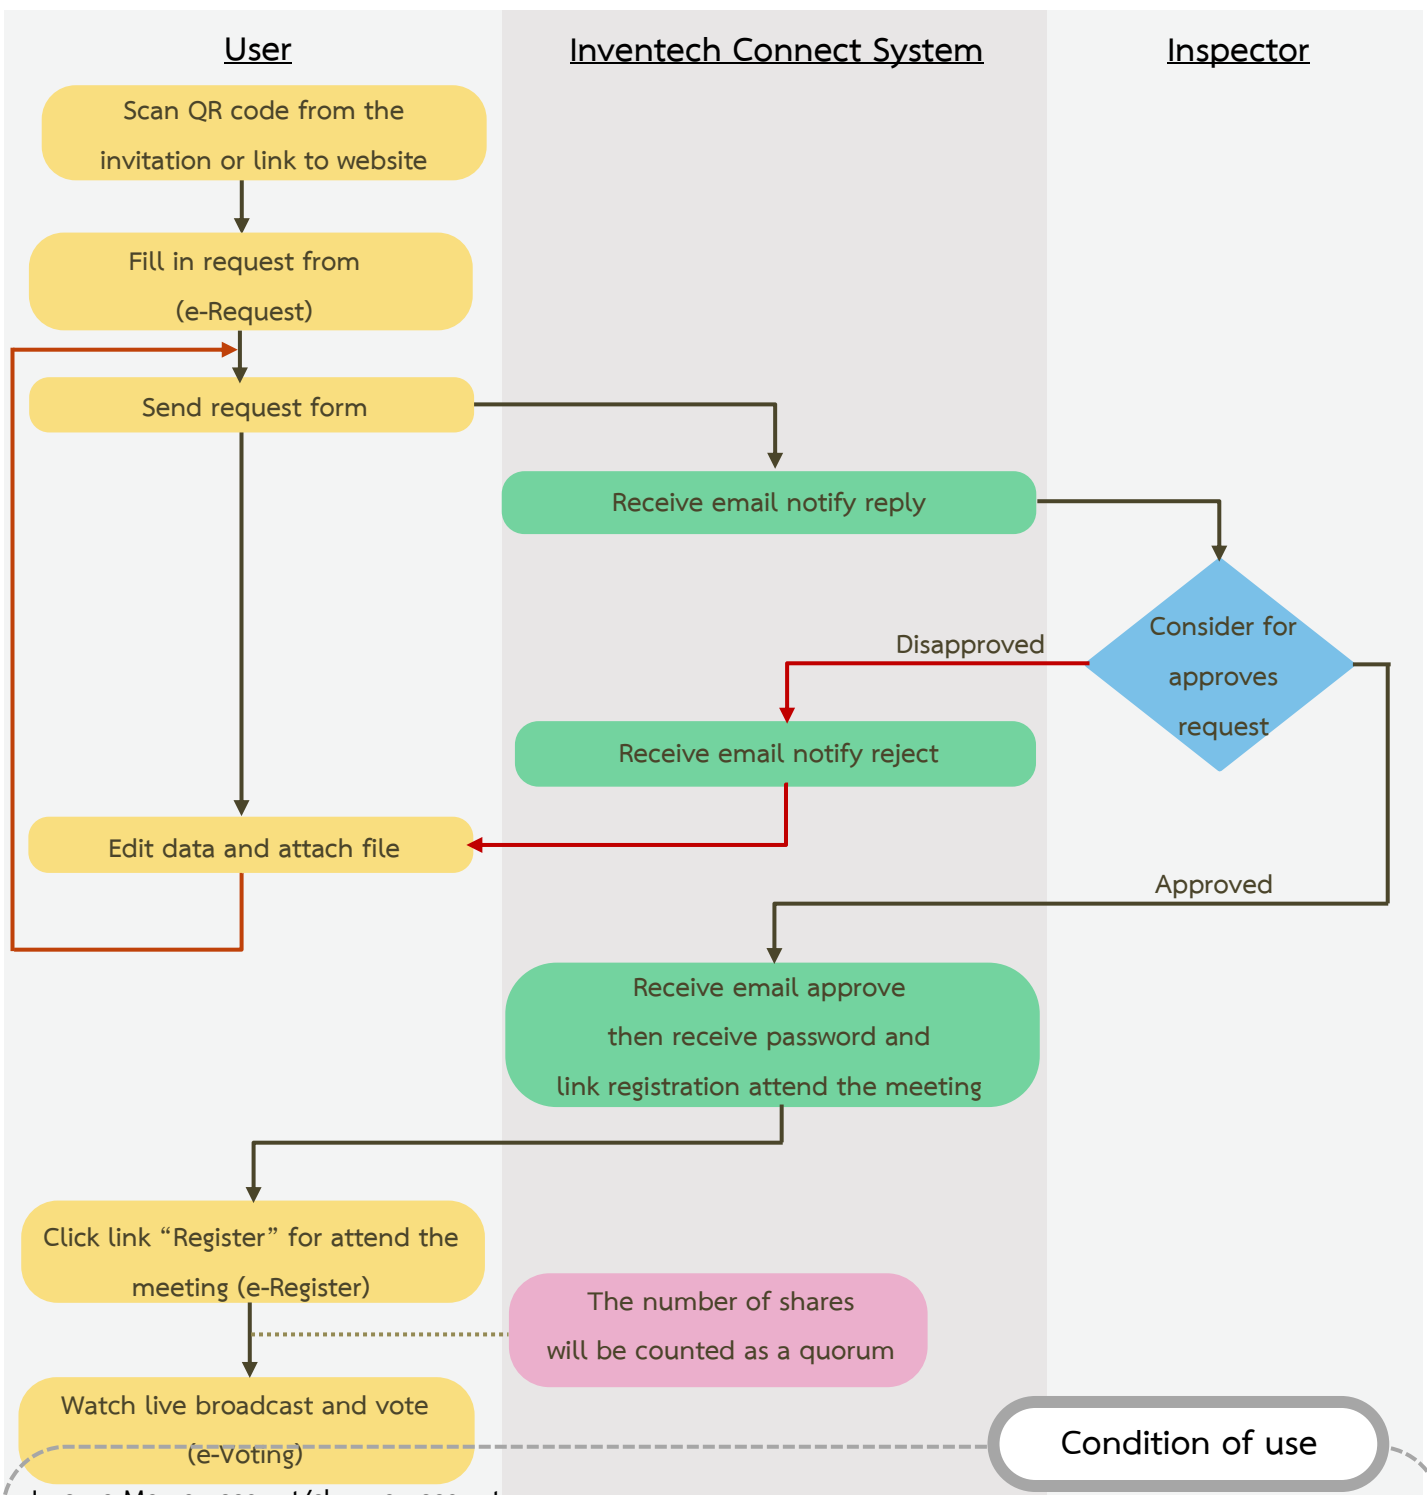 User
Inventech Connect System
Inspector
Scan QR code from the
invitation or link to website
Fill in request from
(e-Request)
Send request form
Receive email notify reply
Consider for
approves
request
Disapproved
Receive email notify reject
Edit data and attach file
Approved
Receive email approve
then receive password and
link registration attend the meeting
Click link “Register” for attend the
meeting (e-Register)
The number of shares
will be counted as a quorum
Watch live broadcast and vote
(e-Voting)
Condition of use